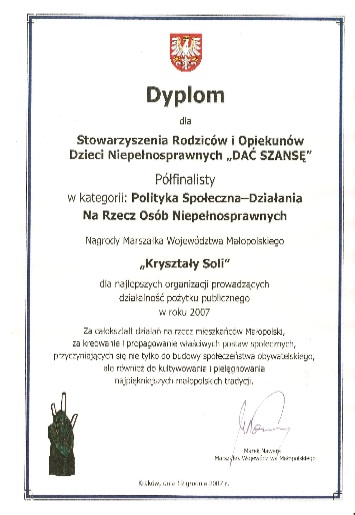 Dyplom
dla
Stowarzyszenia Rodziców i Opiekunów
Dzieci Niepełnosprawnych „DAĆ SZANSĘ”
Półfinalisty
w kategorii: Polityka Społeczna–Działania
Na Rzecz Osób Niepełnosprawnych
Nagrody Marszałka Województwa Małopolskiego
„Kryształy Soli”
dla najlepszych organizacji prowadzących
działalność pożytku publicznego
w roku 2007
Za całokształt działań na rzecz mieszkańców Małopolski,
za kreowanie i propagowanie właściwych postaw społecznych,
przyczyniających się nie tylko do budowy społeczeństwa obywatelskiego,
ale również do kultywowania i pielęgnowania
najpiękniejszych małopolskich tradycji.
Marek Nawara
Marszałek Województwa Małopolskiego
Kraków, dnia 12 grudnia 2007 r.